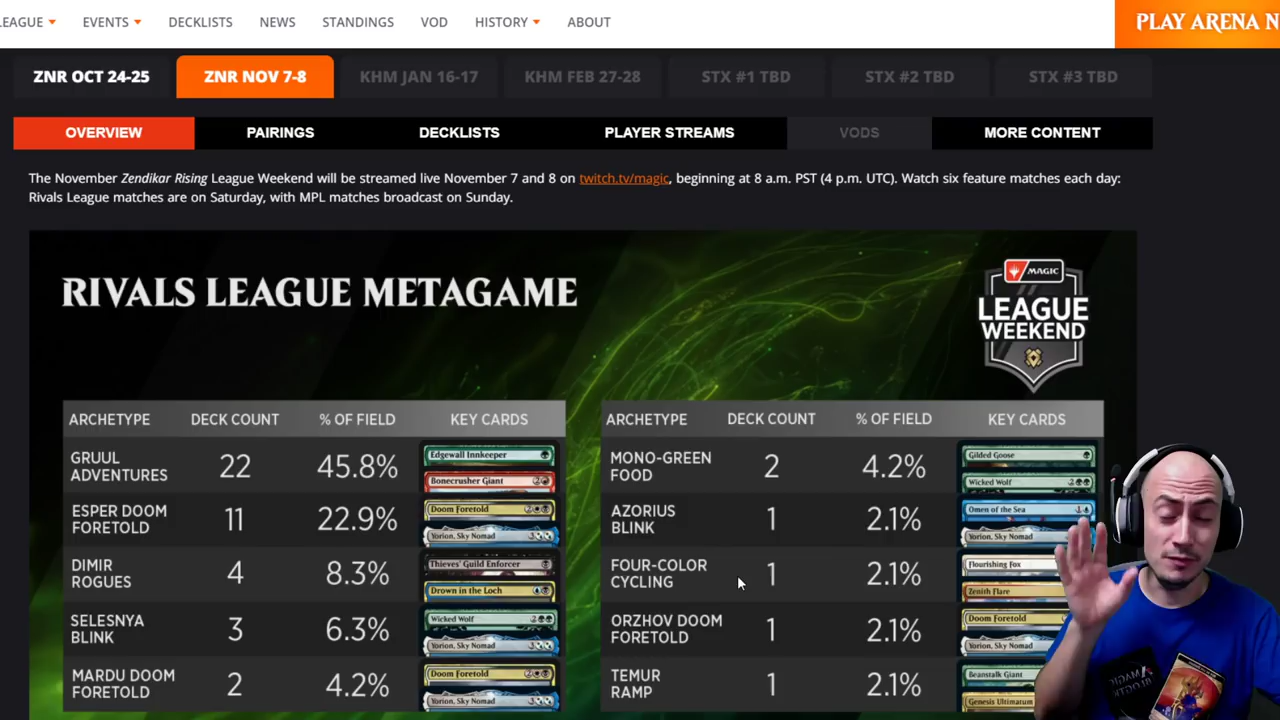 LEAGUE EVENTS DECKLISTS NEWS STANDINGS VOD HISTORY ABOUT
PLAY ARENA N
ZNR OCT 24-25 ZNR NOV 7-8 KHM JAN 16-17 KHM FEB 27-28 STX #1 TBD STX #2 TBD STX #3 TBD
OVERVIEW PAIRINGS DECKLISTS PLAYER STREAMS VODS MORE CONTENT
The November Zendikar Rising League Weekend will be streamed live November 7 and 8 on twitch.tv/magic, beginning at 8 a.m. PST (4 p.m. UTC). Watch six feature matches each day:
Rivals League matches are on Saturday, with MPL matches broadcast on Sunday.
RIVALS LEAGUE METAGAME
MAGIC
LEAGUE
WEEKEND
ARCHETYPE DECK COUNT % OF FIELD KEY CARDS
GRUUL
ADVENTURES
22 45.8%
Edgewall Innkeeper
Bonecrusher Giant 2
ESPER DOOM
FORETOLD
11 22.9%
Doom Foretold 2
Yorion, Sky Nomad 3
DIMIR
ROGUES
4 8.3%
Thieves' Guild Enforcer
Drown in the Loch
SELESNYA
BLINK
3 6.3%
Wicked Wolf 2
Yorion, Sky Nomad 3
MARDU DOOM
FORETOLD
2 4.2%
Doom Foretold 2
Yorion, Sky Nomad 3
ARCHETYPE DECK COUNT % OF FIELD KEY CARDS
MONO-GREEN
FOOD
2 4.2%
Gilded Goose
Wicked Wolf 2
AZORIUS
BLINK
1 2.1%
Omen of the Sea 1
Yorion, Sky Nomad
FOUR-COLOR
CYCLING
1 2.1%
Flourishing Fox
Zenith Flare
ORZHOV DOOM
FORETOLD
1 2.1%
Doom Foretold
Yorion, Sky Nomad
TEMUR
RAMP
1 2.1%
Beanstalk Giant
Genesis Ultimatum